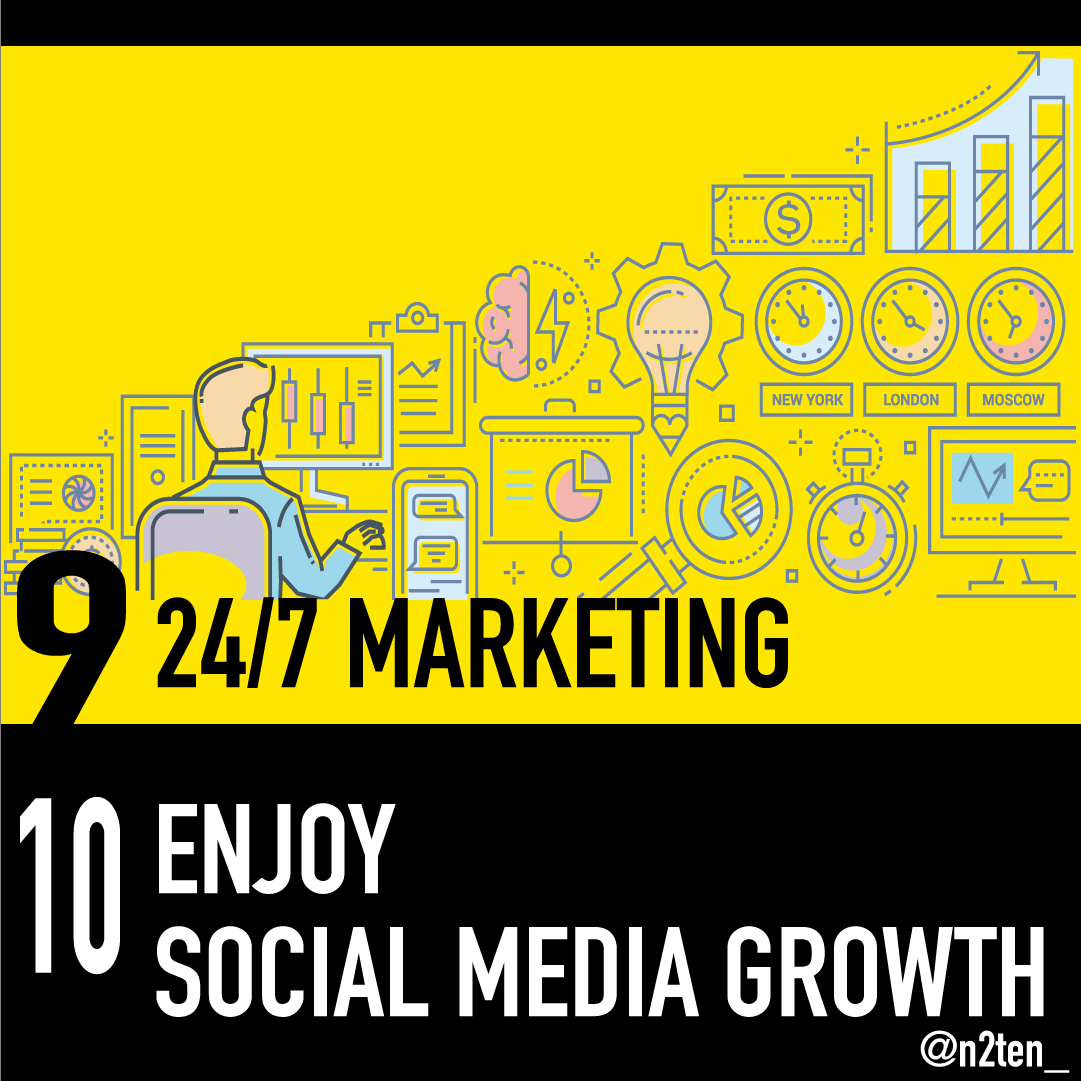 $
NEW YORK
LONDON
MOSCOW
9
24/7 MARKETING
10
ENJOY
SOCIAL MEDIA GROWTH
@n2ten_